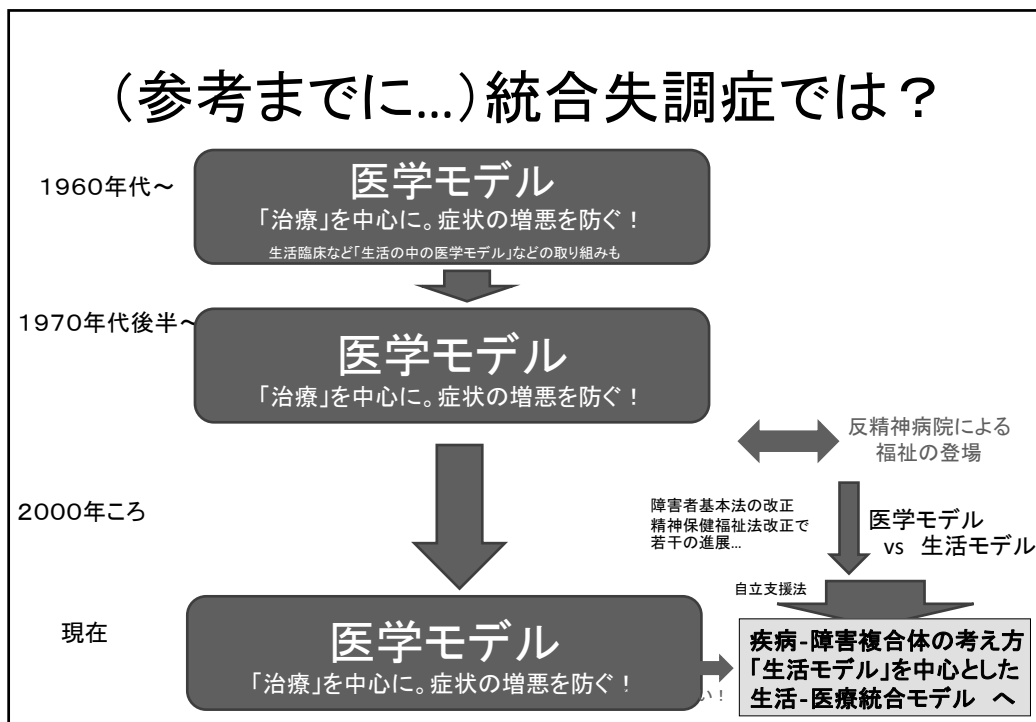 （参考までに…）統合失調症では？
1960年代～
医学モデル
「治療」を中心に。症状の増悪を防ぐ！
生活臨床など「生活の中の医学モデル」などの取り組みも
1970年代後半～
医学モデル
「治療」を中心に。症状の増悪を防ぐ！
反精神病院による
福祉の登場
2000年ころ
障害者基本法の改正
精神保健福祉法改正で
若干の進展…
医学モデル
vs 生活モデル
自立支援法
現在
医学モデル
「治療」を中心に。症状の増悪を防ぐ！
い！
疾病-障害複合体の考え方
「生活モデル」を中心とした
生活-医療統合モデル へ